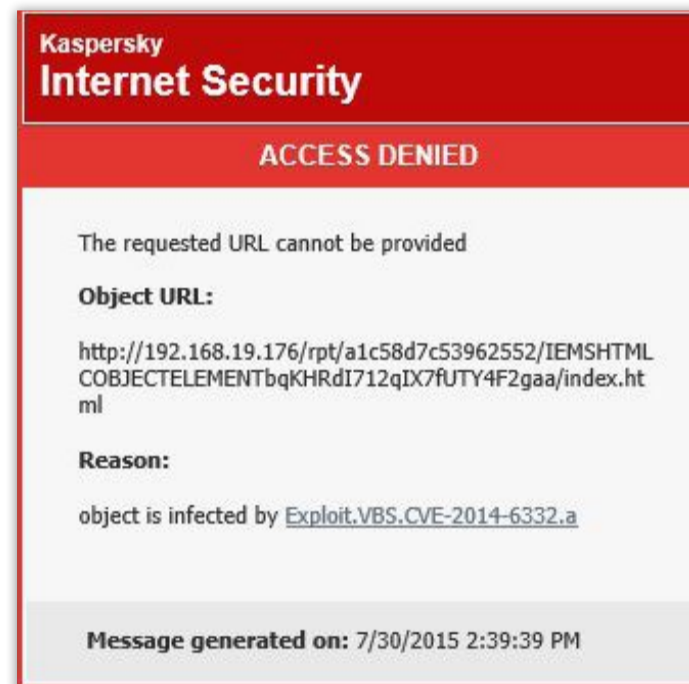 Kaspersky
Internet Security
ACCESS DENIED
The requested URL cannot be provided
Object URL:
http://192.168.19.176/rpt/a1c58d7c53962552/IEMSHTML
COBJECTELEMENTbqKHRdI712qIX7fUTY4F2gaa/index.ht
ml
Reason:
object is infected by Exploit.VBS.CVE-2014-6332.a
Message generated on: 7/30/2015 2:39:39 PM